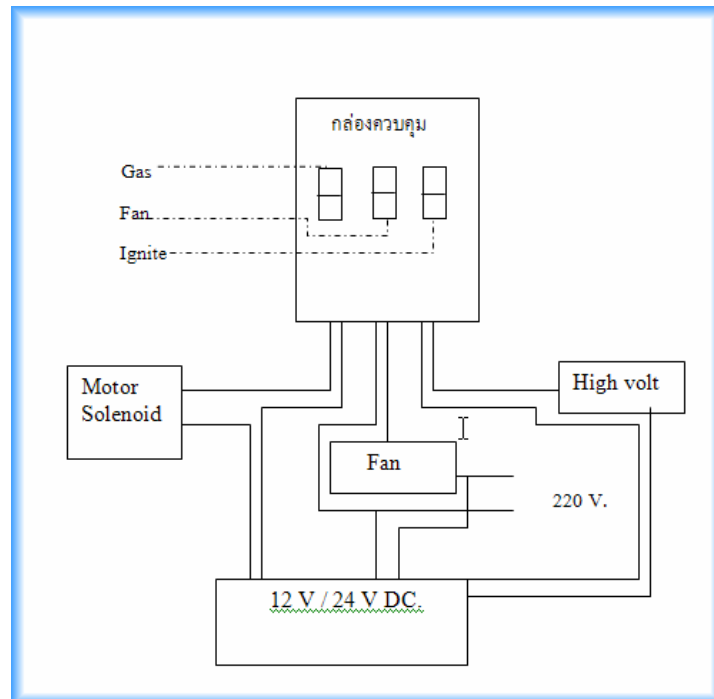 กล่องควบคุม
Gas
Fan
Ignite
Motor
Solenoid
High volt
Fan
220 V.
12 V / 24 V DC.